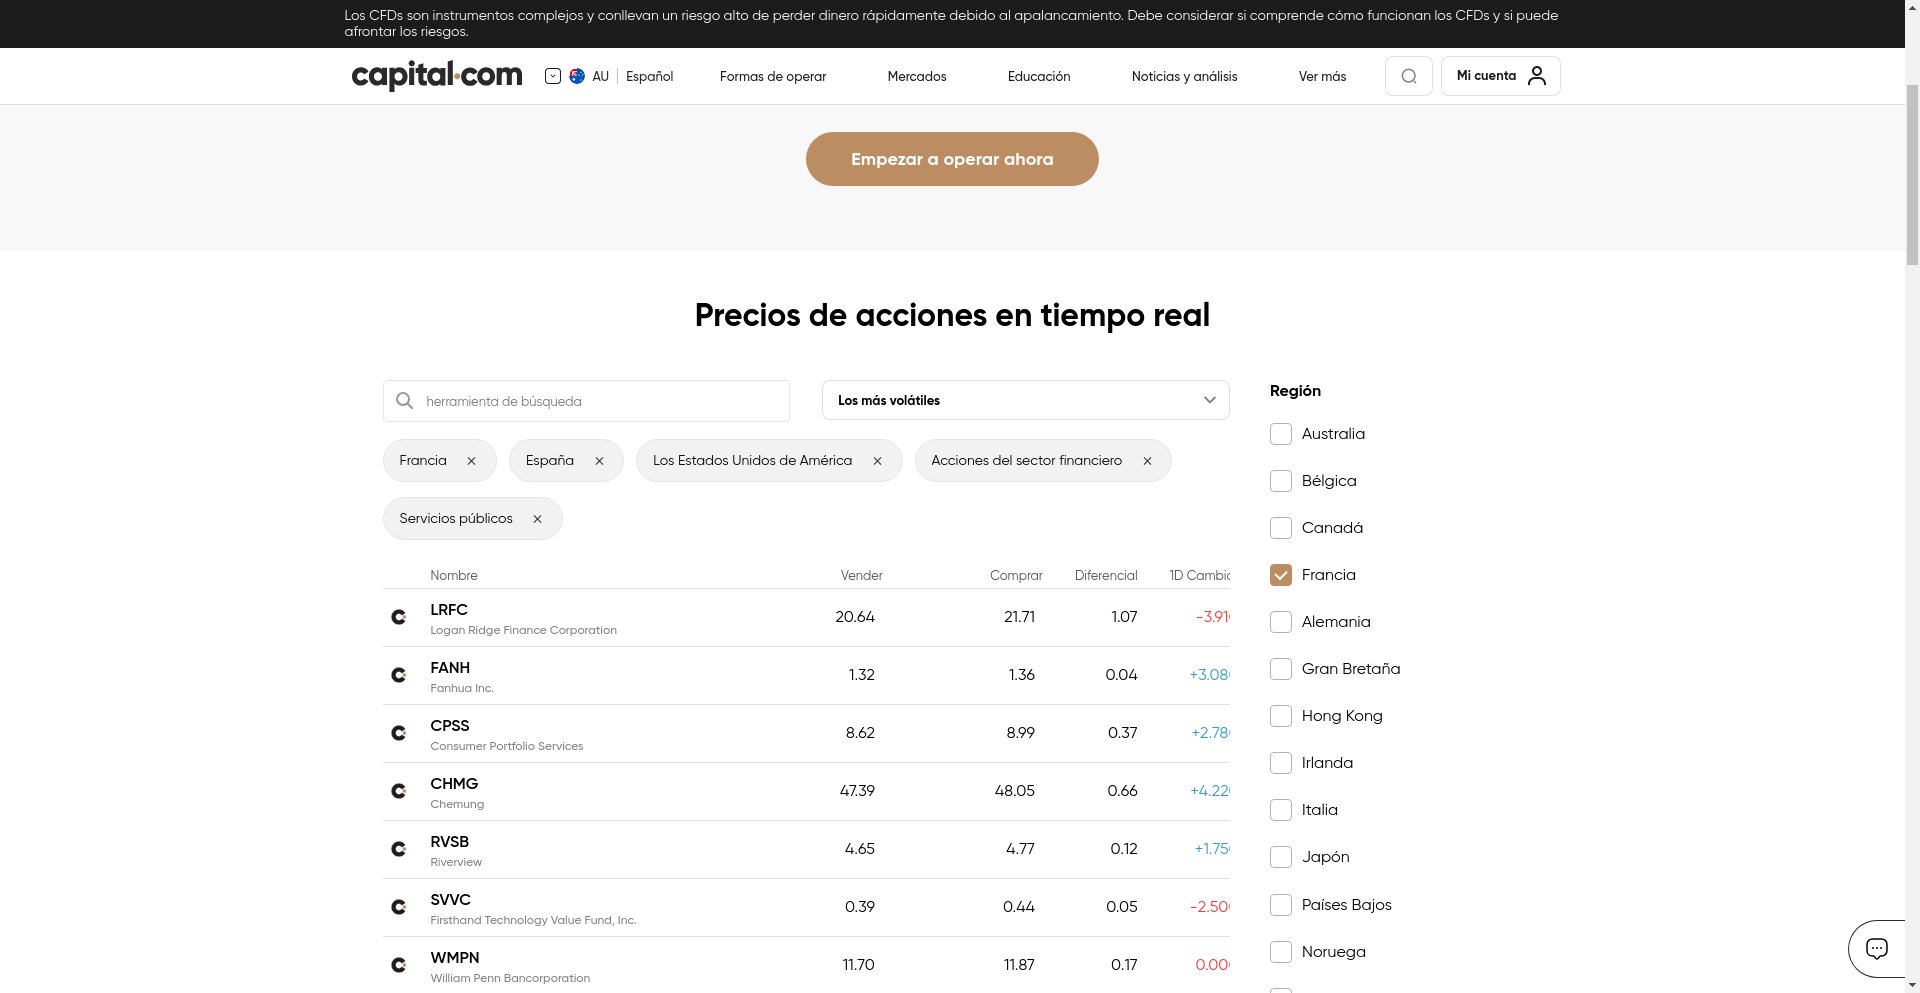 Los CFDs son instrumentos complejos y conllevan un riesgo alto de perder dinero rápidamente debido al apalancamiento. Debe considerar si comprende cómo funcionan los CFDs y si puede
afrontar los riesgos.
capital.com
AU
Español
Formas de operar
Mercados
Educación
Noticias y análisis
Ver más
Mi cuenta
Empezar a operar ahora
Precios de acciones en tiempo real
herramienta de búsqueda
Los más volátiles
Francia
España
Los Estados Unidos de América
Acciones del sector financiero
Servicios públicos
Nombre Vender Comprar Diferencial 1D Cambio
LRFC
Logan Ridge Finance Corporation
20.64 21.71 1.07 -3.91
FANH
Fanhua Inc.
1.32 1.36 0.04 +3.08
CPSS
Consumer Portfolio Services
8.62 8.99 0.37 +2.78
CHMG
Chemung
47.39 48.05 0.66 +4.22
RVSB
Riverview
4.65 4.77 0.12 +1.75
SVVC
Firsthand Technology Value Fund, Inc.
0.39 0.44 0.05 -2.50
WMPN
William Penn Bancorporation
11.70 11.87 0.17 0.00
Región
Australia
Bélgica
Canadá
Francia
Alemania
Gran Bretaña
Hong Kong
Irlanda
Italia
Japón
Países Bajos
Noruega